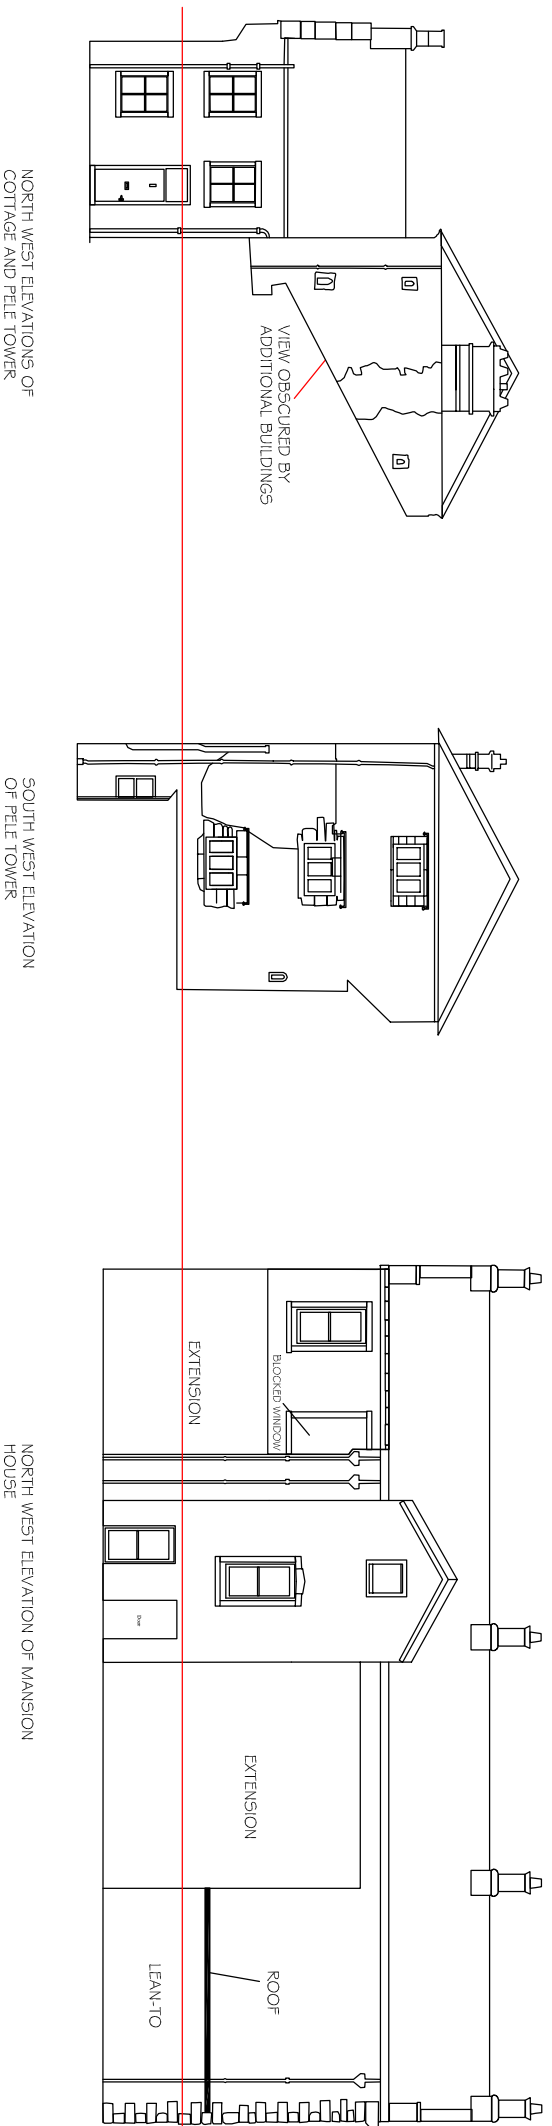 NORTH WEST ELEVATIONS OF
COTTAGE AND PELE TOWER
VIEW OBSCURED BY
ADDITIONAL BUILDINGS
SOUTH WEST ELEVATION
OF PELE TOWER
NORTH WEST ELEVATION OF MANSION
HOUSE
EXTENSION
BLOCKED WINDOW
Door
EXTENSION
ROOF
LEAN-TO